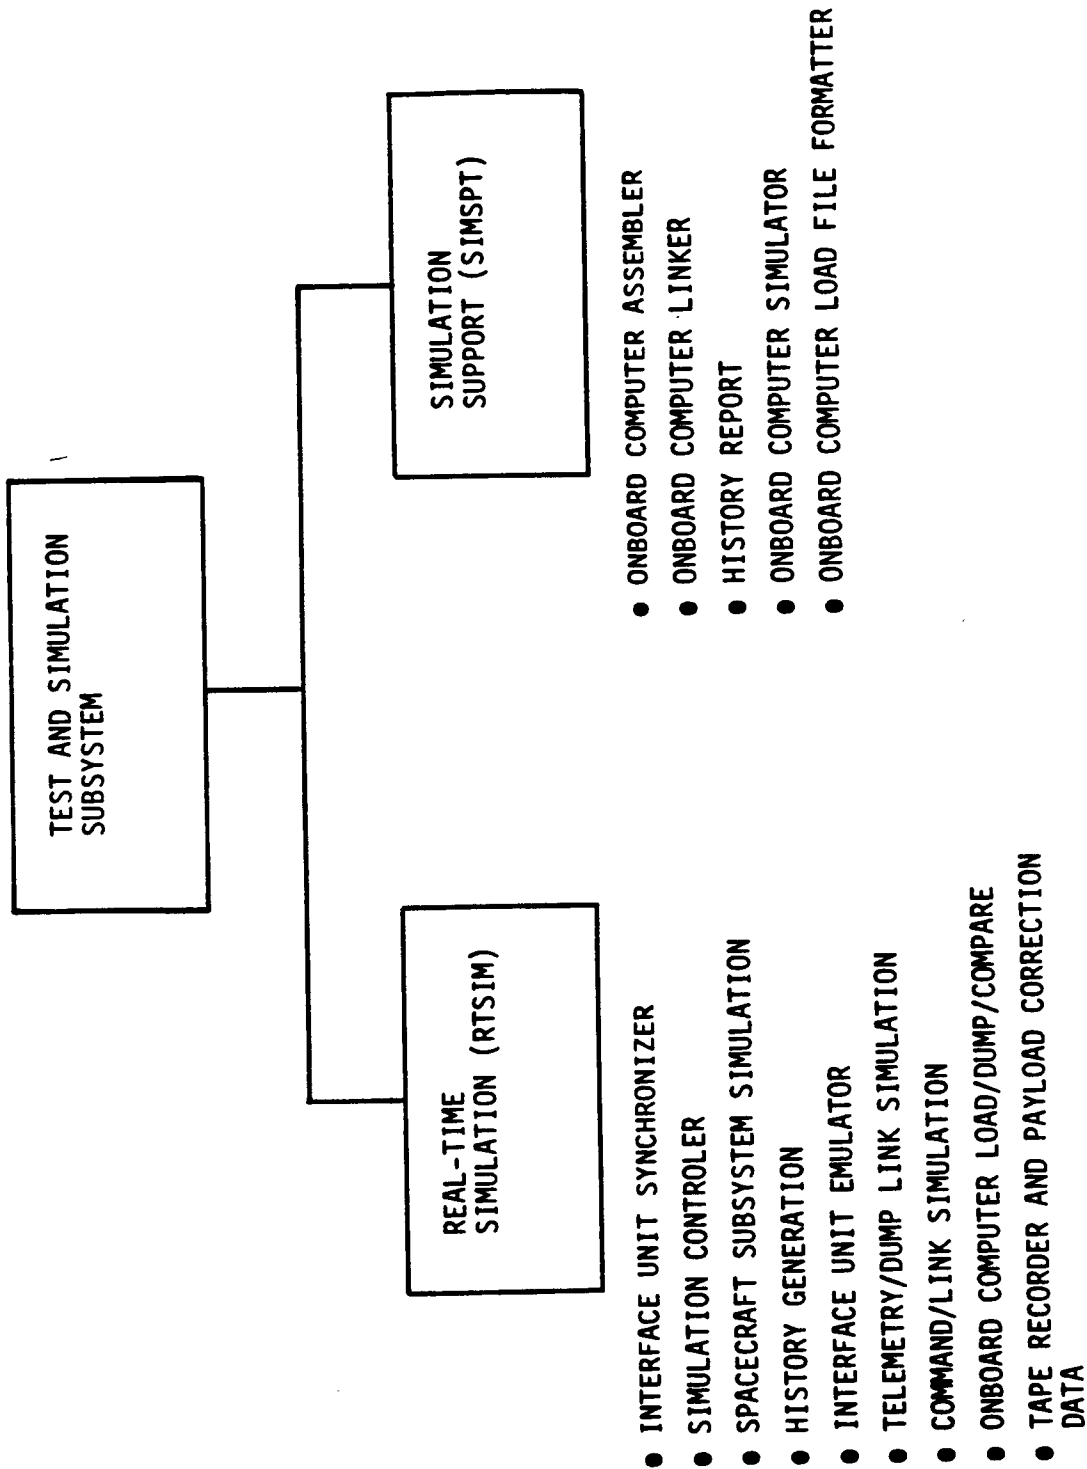 TEST AND SIMULATION
SUBSYSTEM
REAL-TIME
SIMULATION (RTSIM)
● INTERFACE UNIT SYNCHRONIZER
● SIMULATION CONTROLER
● SPACECRAFT SUBSYSTEM SIMULATION
● HISTORY GENERATION
● INTERFACE UNIT EMULATOR
● TELEMETRY/DUMP LINK SIMULATION
● COMMAND/LINK SIMULATION
● ONBOARD COMPUTER LOAD/DUMP/COMPARE
● TAPE RECORDER AND PAYLOAD CORRECTION
DATA
SIMULATION
SUPPORT (SIMSPT)
● ONBOARD COMPUTER ASSEMBLER
● ONBOARD COMPUTER LINKER
● HISTORY REPORT
● ONBOARD COMPUTER SIMULATOR
● ONBOARD COMPUTER LOAD FILE FORMATTER